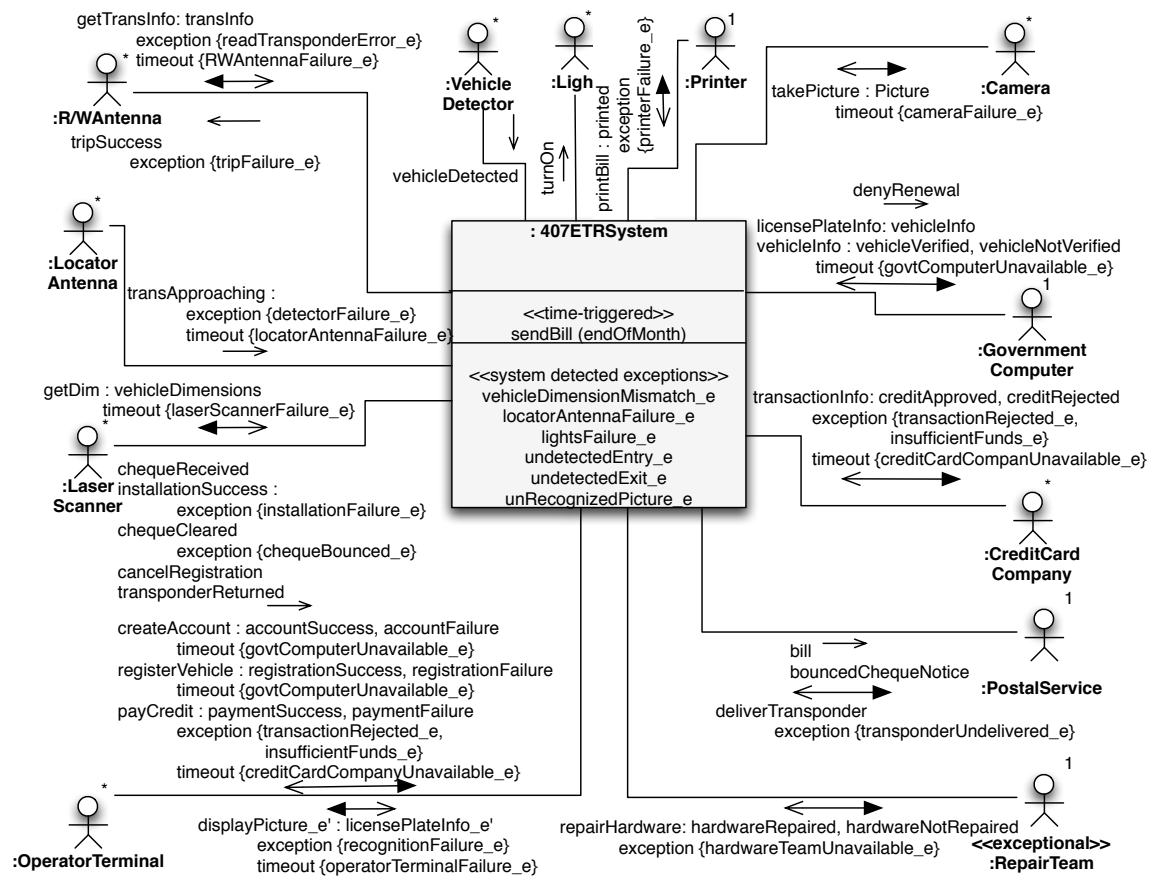 getTransInfo: transInfo
exception {readTransponderError_e}
timeout {RWAntennaFailure_e}
*
:R/WAntenna
tripSuccess
exception {tripFailure_e}
*
:Vehicle
Detector
vehicleDetected
*
:Ligh
turnOn
1
:Printer
printBill : printed
exception
{printerFailure_e}
*
:Camera
takePicture : Picture
timeout {cameraFailure_e}
*
:Locator
Antenna
transApproaching :
exception {detectorFailure_e}
timeout {locatorAntennaFailure_e}
: 407ETRSystem
<<time-triggered>>
sendBill (endOfMonth)
<<system detected exceptions>>
vehicleDimensionMismatch_e
locatorAntennaFailure_e
lightsFailure_e
undetectedEntry_e
undetectedExit_e
unRecognizedPicture_e
denyRenewal
licensePlateInfo: vehicleInfo
vehicleInfo : vehicleVerified, vehicleNotVerified
timeout {govtComputerUnavailable_e}
1
:Government
Computer
getDim : vehicleDimensions
timeout {laserScannerFailure_e}
*
:Laser
Scanner
transactionInfo: creditApproved, creditRejected
exception {transactionRejected_e,
insufficientFunds_e}
timeout {creditCardCompanUnavailable_e}
*
:CreditCard
Company
chequeReceived
installationSuccess :
exception {installationFailure_e}
chequeCleared
exception {chequeBounced_e}
cancelRegistration
transponderReturned
createAccount : accountSuccess, accountFailure
timeout {govtComputerUnavailable_e}
registerVehicle : registrationSuccess, registrationFailure
timeout {govtComputerUnavailable_e}
payCredit : paymentSuccess, paymentFailure
exception {transactionRejected_e,
insufficientFunds_e}
timeout {creditCardCompanyUnavailable_e}
*
:OperatorTerminal
displayPicture_e' : licensePlateInfo_e'
exception {recognitionFailure_e}
timeout {operatorTerminalFailure_e}
1
:PostalService
bill
bouncedChequeNotice
deliverTransponder
exception {transponderUndelivered_e}
1
<<exceptional>>
:RepairTeam
repairHardware: hardwareRepaired, hardwareNotRepaired
exception {hardwareTeamUnavailable_e}